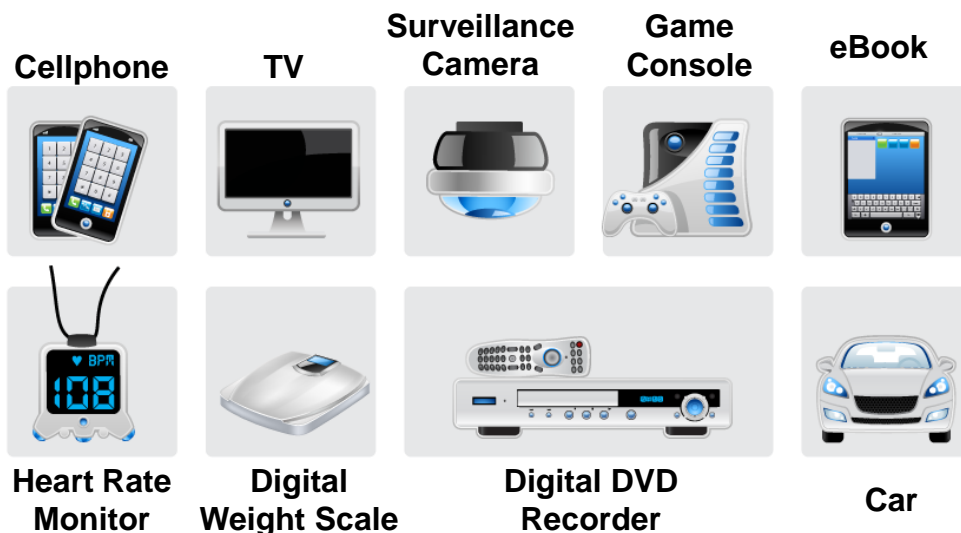 Cellphone
TV
Surveillance
Camera
Game
Console
eBook
BPM
108
Heart Rate
Monitor
Digital
Weight Scale
Digital DVD
Recorder
Car